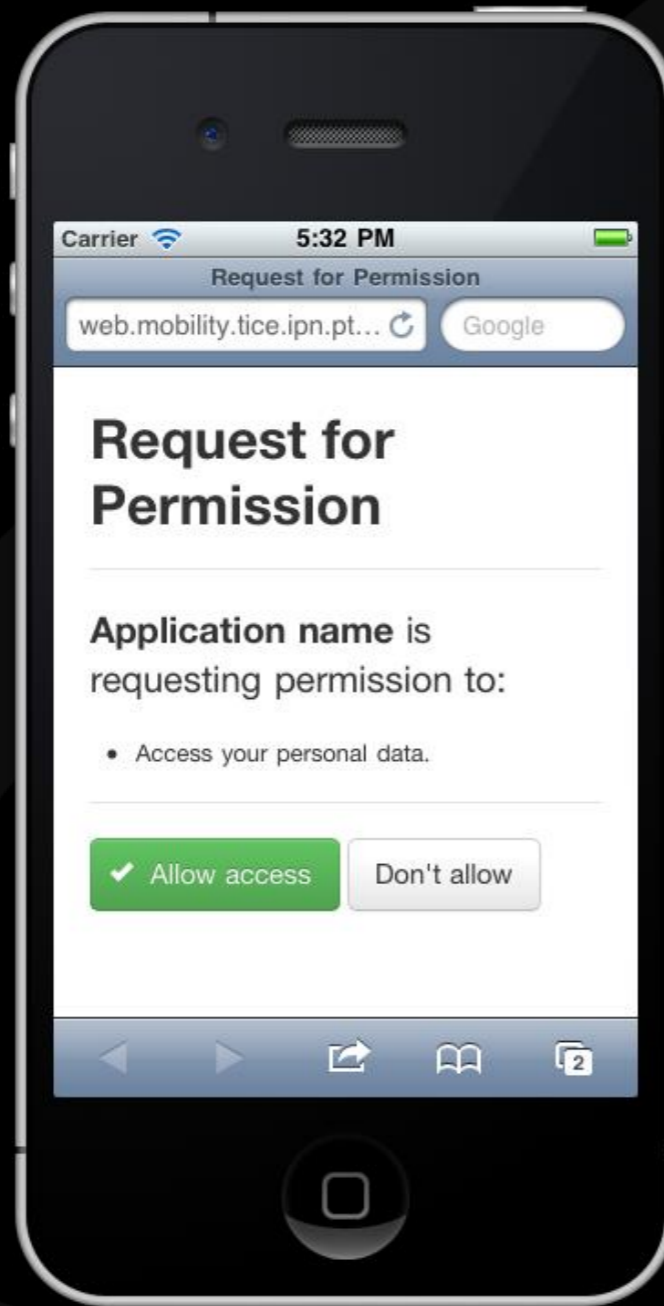 Carrier 5:32 PM
Request for Permission
web.mobility.tice.ipn.pt... Google
Request for
Permission
Application name is
requesting permission to:
• Access your personal data.
✔ Allow access Don't allow
2